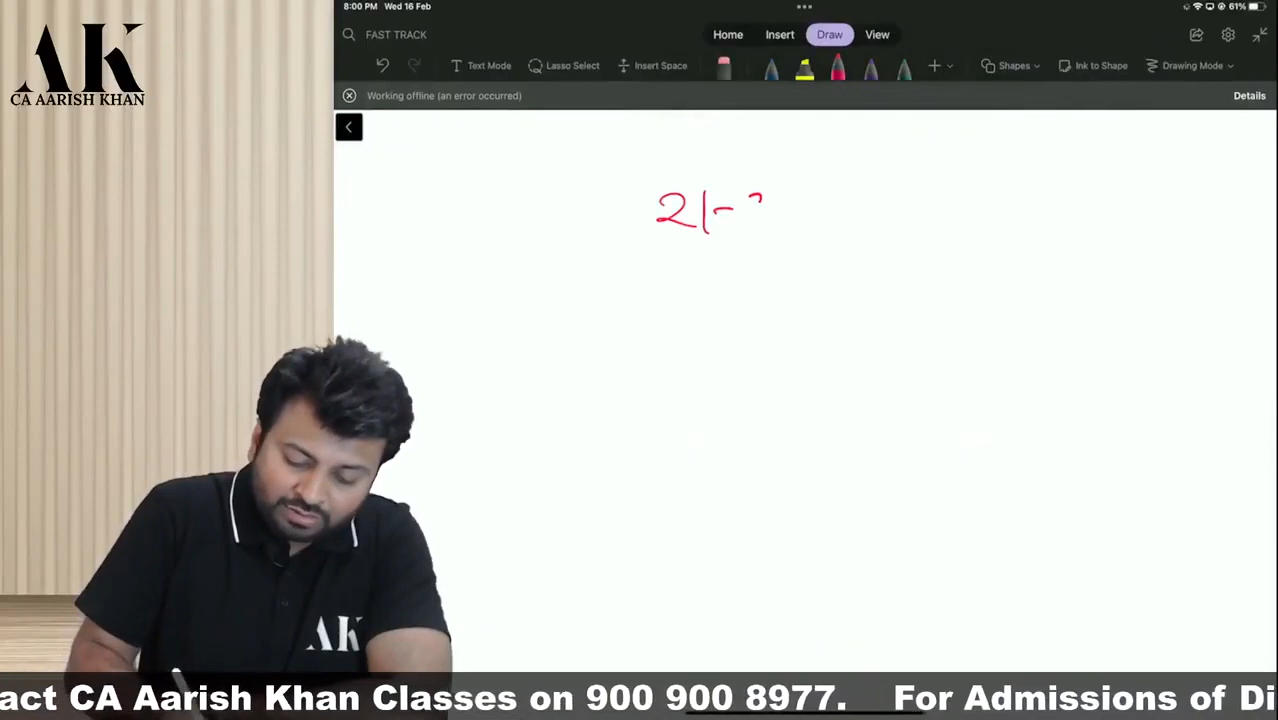 8:00 PM Wed 16 Feb
61%
AK
CA AARISH KHAN
FAST TRACK
Home Insert Draw View
Text Mode Lasso Select Insert Space Shapes Ink to Shape Drawing Mode
Working offline (an error occurred) Details
AK
act CA Aarish Khan Classes on 900 900 8977. For Admissions of Di